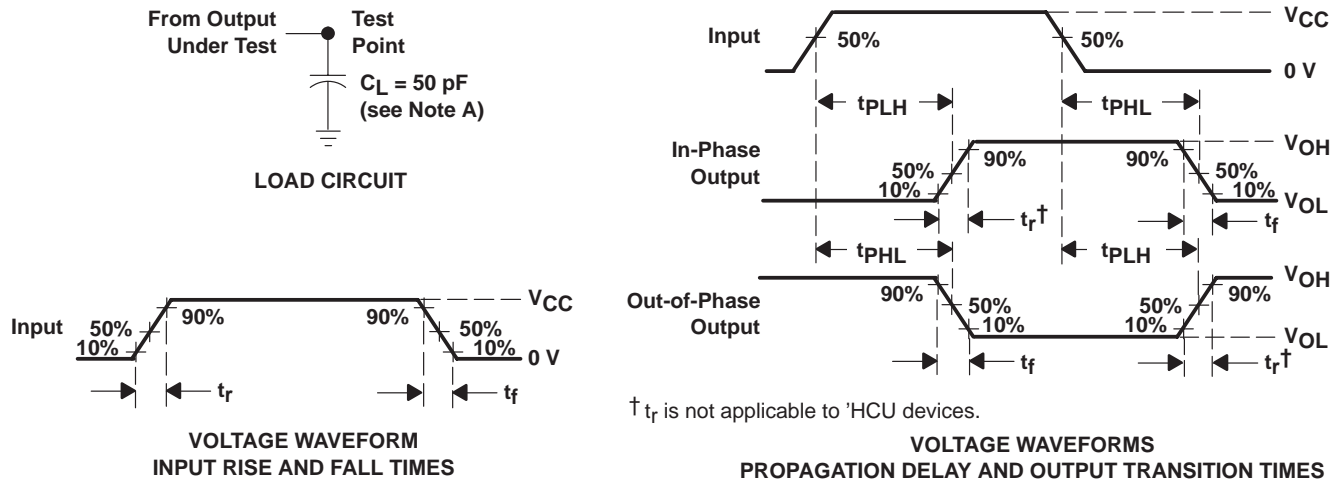 From Output
Under Test
Test
Point
CL = 50 pF
(see Note A)
LOAD CIRCUIT
Input
50%
10%
90%
90%
50%
10%
VCC
0 V
tr
tf
VOLTAGE WAVEFORM
INPUT RISE AND FALL TIMES
Input
50%
50%
VCC
0 V
tPLH
tPHL
In-Phase
Output
50%
10%
90%
90%
50%
10%
VOH
VOL
tr†
tf
tPHL
tPLH
Out-of-Phase
Output
90%
50%
10%
50%
10%
90%
VOH
VOL
tf
tr†
† tr is not applicable to ’HCU devices.
VOLTAGE WAVEFORMS
PROPAGATION DELAY AND OUTPUT TRANSITION TIMES